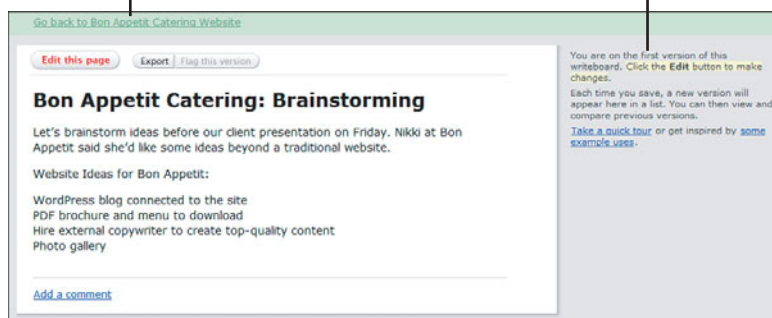 Go back to Bon Appetit Catering Website
Edit this page Export Flag this version
Bon Appetit Catering: Brainstorming
Let's brainstorm ideas before our client presentation on Friday. Nikki at Bon
Appetit said she'd like some ideas beyond a traditional website.
Website Ideas for Bon Appetit:
WordPress blog connected to the site
PDF brochure and menu to download
Hire external copywriter to create top-quality content
Photo gallery
Add a comment
You are on the first version of this
writeboard. Click the Edit button to make
changes.
Each time you save, a new version will
appear here in a list. You can then view and
compare previous versions.
Take a quick tour or get inspired by some
example uses.